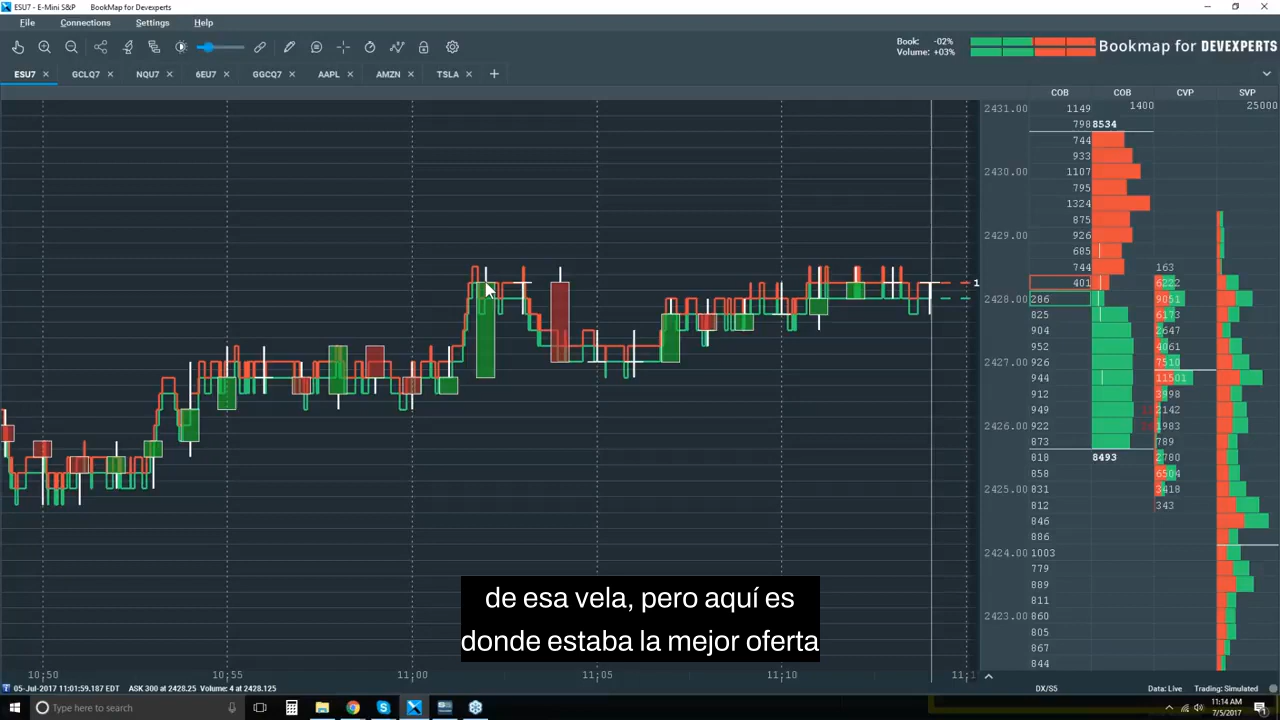 ESU7 - E-Mini S&P BookMap for Devexperts
File Connections Settings Help
Book: -02%
Volume: +03%
Bookmap for DEVEXPERTS
ESU7 GCLQ7 NQU7 6EU7 GGCQ7 AAPL AMZN TSLA
COB COB CVP SVP
2431.00 1149 1400 25000
798 8534
744
933
2430.00 1107
795
1324
875
2429.00 926
685
744 163
401 6222
2428.00 286 9051
825 6173
904 2647
952 4061
2427.00 926 7510
944 11501
912 3998
949 2142
2426.00 922 1983
873 789
818 8493 2780
858 6504
2425.00 831 3418
812 343
846
886
2424.00 1003
779
889
811
2423.00 860
805
867
844
de esa vela, pero aquí es
donde estaba la mejor oferta
10:50 10:55 11:00 11:05 11:10
05-Jul-2017 11:01:59.187 EDT ASK 300 at 2428.25 Volume: 4 at 2428.125
DX/S5 Data: Live Trading: Simulated
Type here to search
11:14 AM
7/5/2017